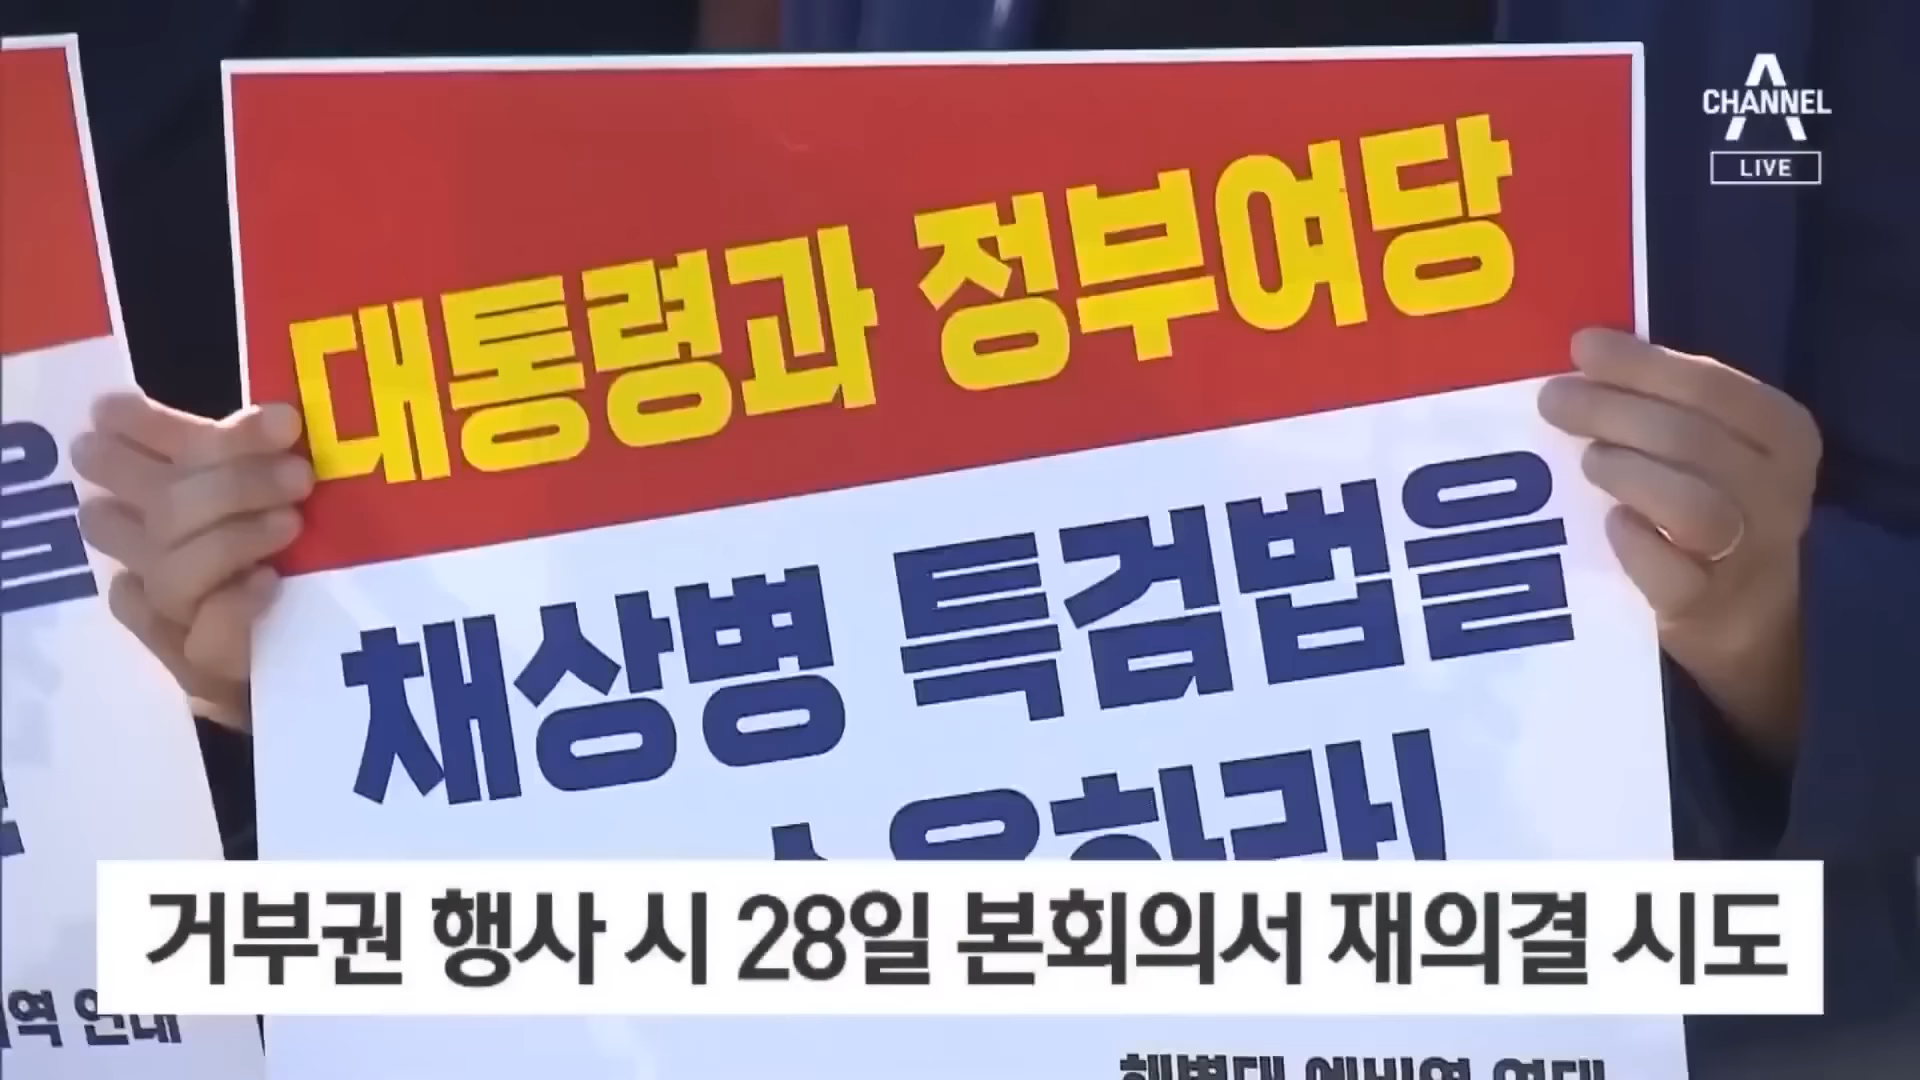 CHANNEL A
LIVE
대통령과 정부여당
채상병 특검법을
거부권 행사 시 28일 본회의서 재의결 시도
을